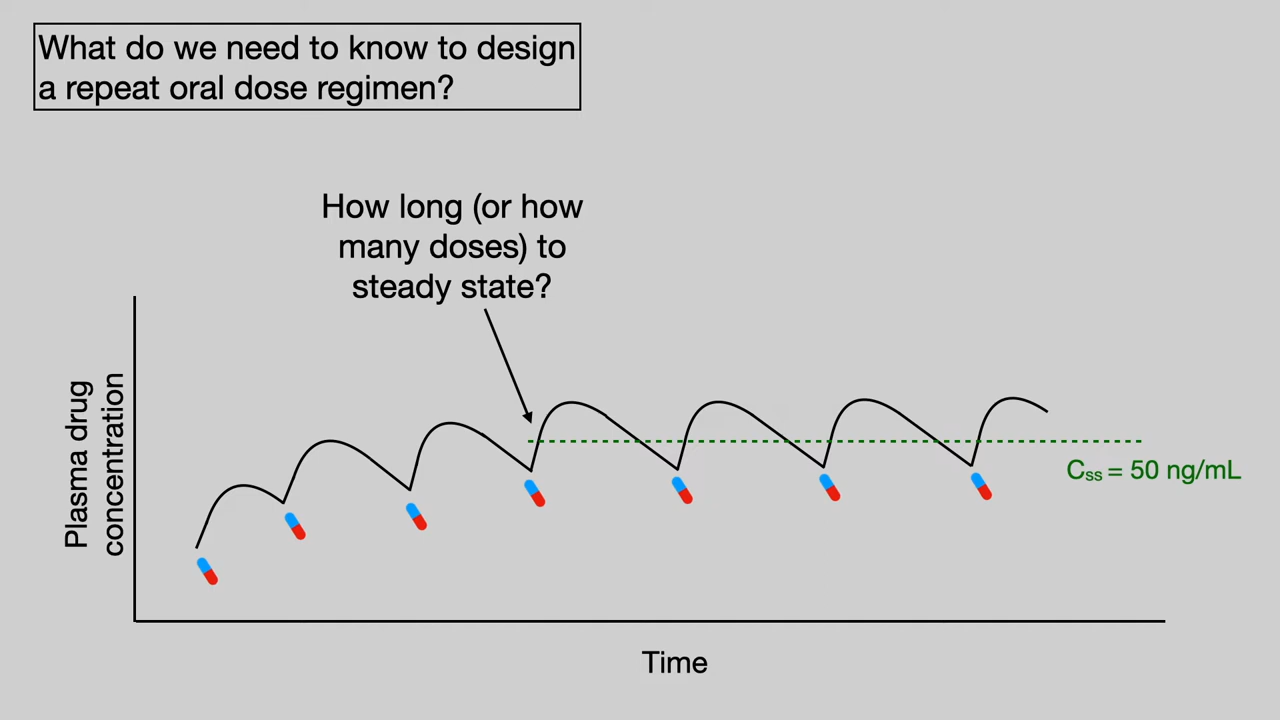 What do we need to know to design
a repeat oral dose regimen?
How long (or how
many doses) to
steady state?
Plasma drug
concentration
Css = 50 ng/mL
Time